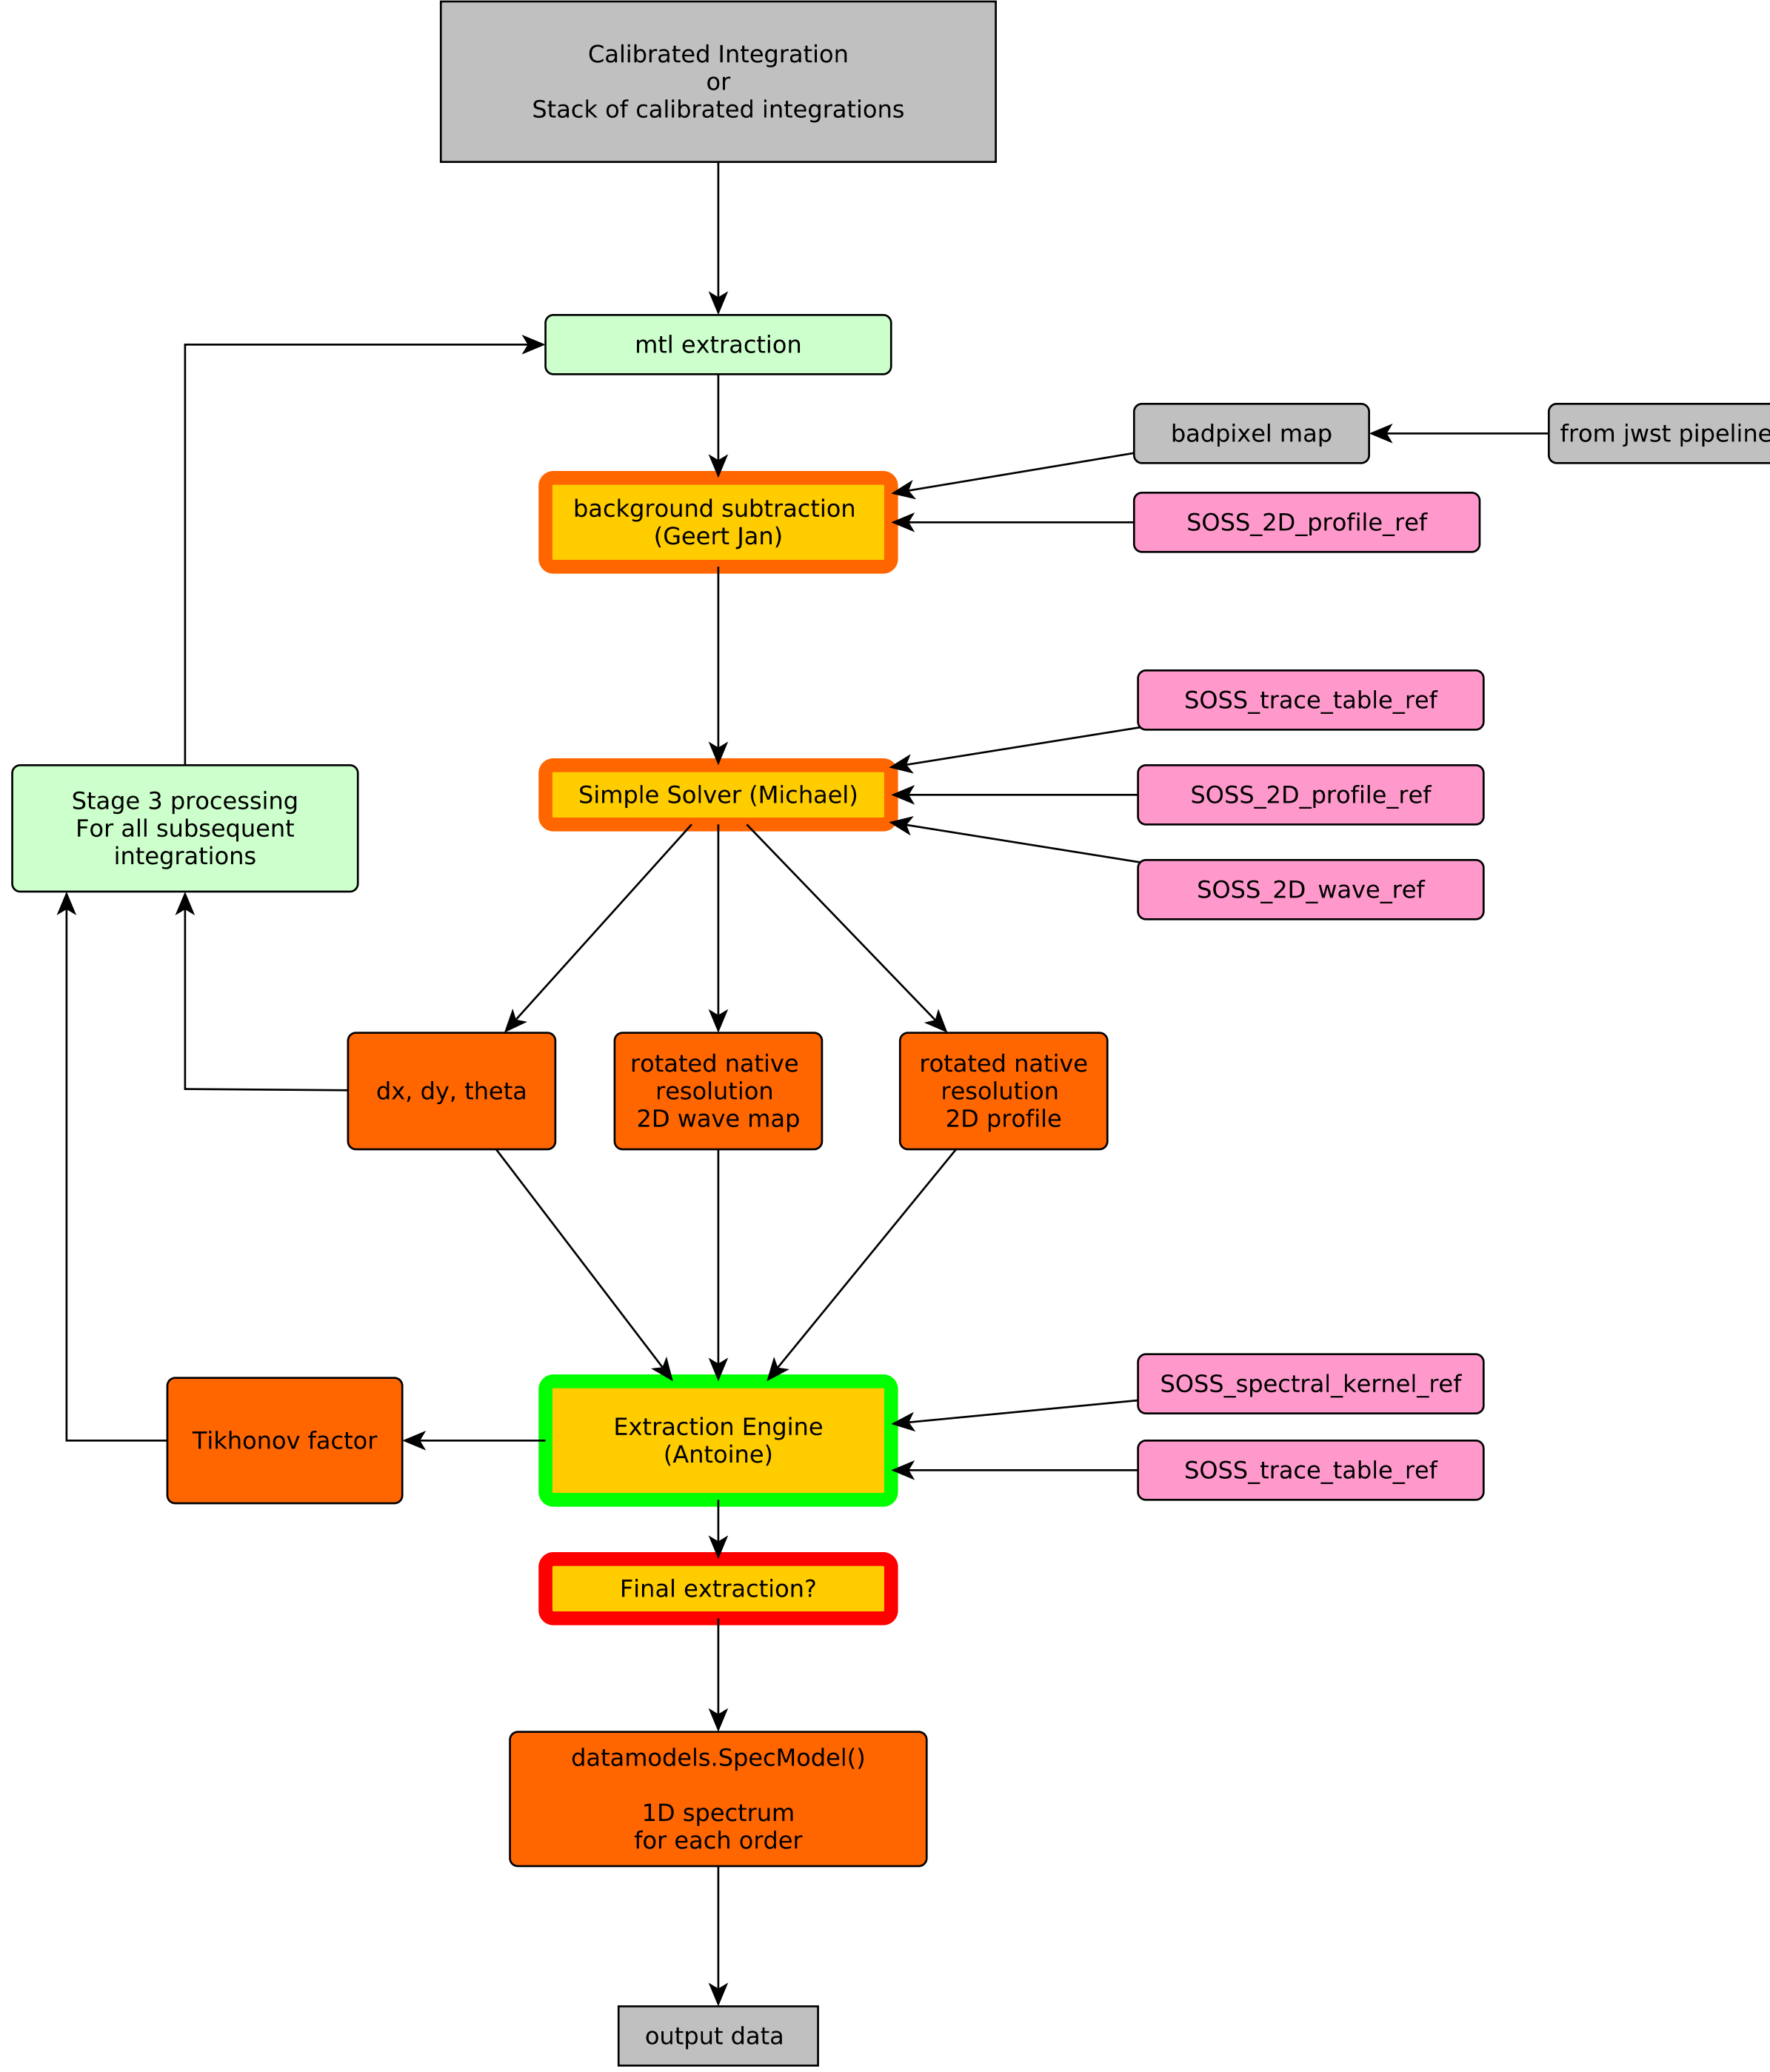 Calibrated Integration
or
Stack of calibrated integrations
mtl extraction
badpixel map
from jwst pipeline
background subtraction
(Geert Jan)
SOSS_2D_profile_ref
SOSS_trace_table_ref
Simple Solver (Michael)
SOSS_2D_profile_ref
SOSS_2D_wave_ref
Stage 3 processing
For all subsequent
integrations
dx, dy, theta
rotated native
resolution
2D wave map
rotated native
resolution
2D profile
Tikhonov factor
Extraction Engine
(Antoine)
SOSS_spectral_kernel_ref
SOSS_trace_table_ref
Final extraction?
datamodels.SpecModel()
1D spectrum
for each order
output data